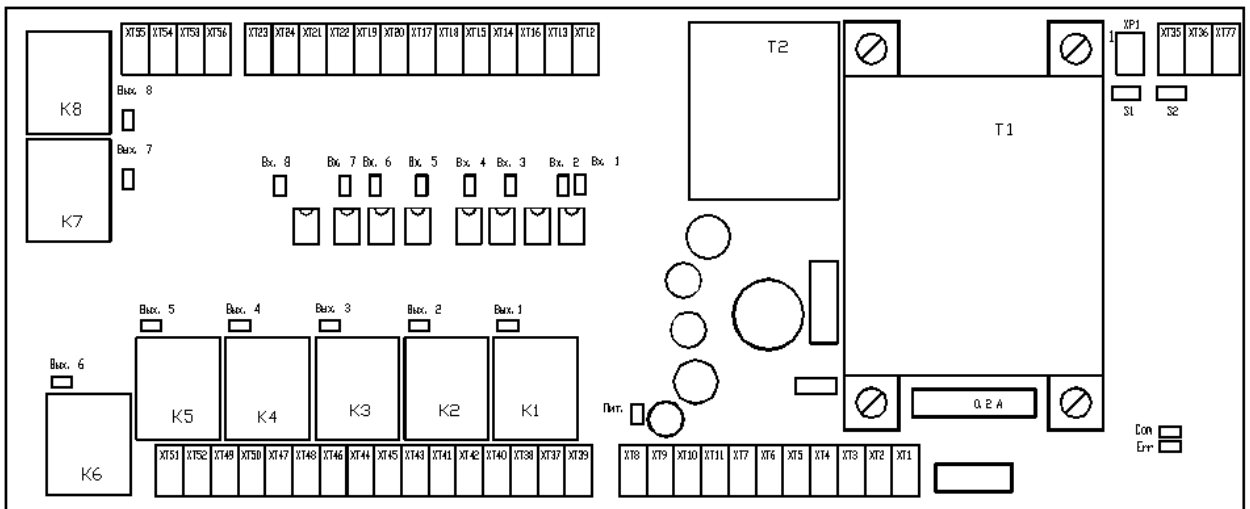 XT55 XT54 XT53 XT56 XT23 XT24 XT21 XT22 XT19 XT20 XT17 XT18 XT15 XT14 XT16 XT13 XT12
XP1
XT35 XT36 XT77
1
T2
K8
Вых. 8
S1 S2
T1
Вых. 7
K7
Вх. 8 Вх. 7 Вх. 6 Вх. 5 Вх. 4 Вх. 3 Вх. 2 Вх. 1
Вых. 5 Вых. 4 Вых. 3 Вых. 2 Вых.1
Вых. 6
K5 K4 K3 K2 K1
Пит.
0.2 A
Com
Err
K6
XT51 XT52 XT49 XT50 XT47 XT48 XT46 XT44 XT45 XT43 XT41 XT42 XT40 XT38 XT37 XT39
XT8 XT9 XT10 XT11 XT7 XT6 XT5 XT4 XT3 XT2 XT1